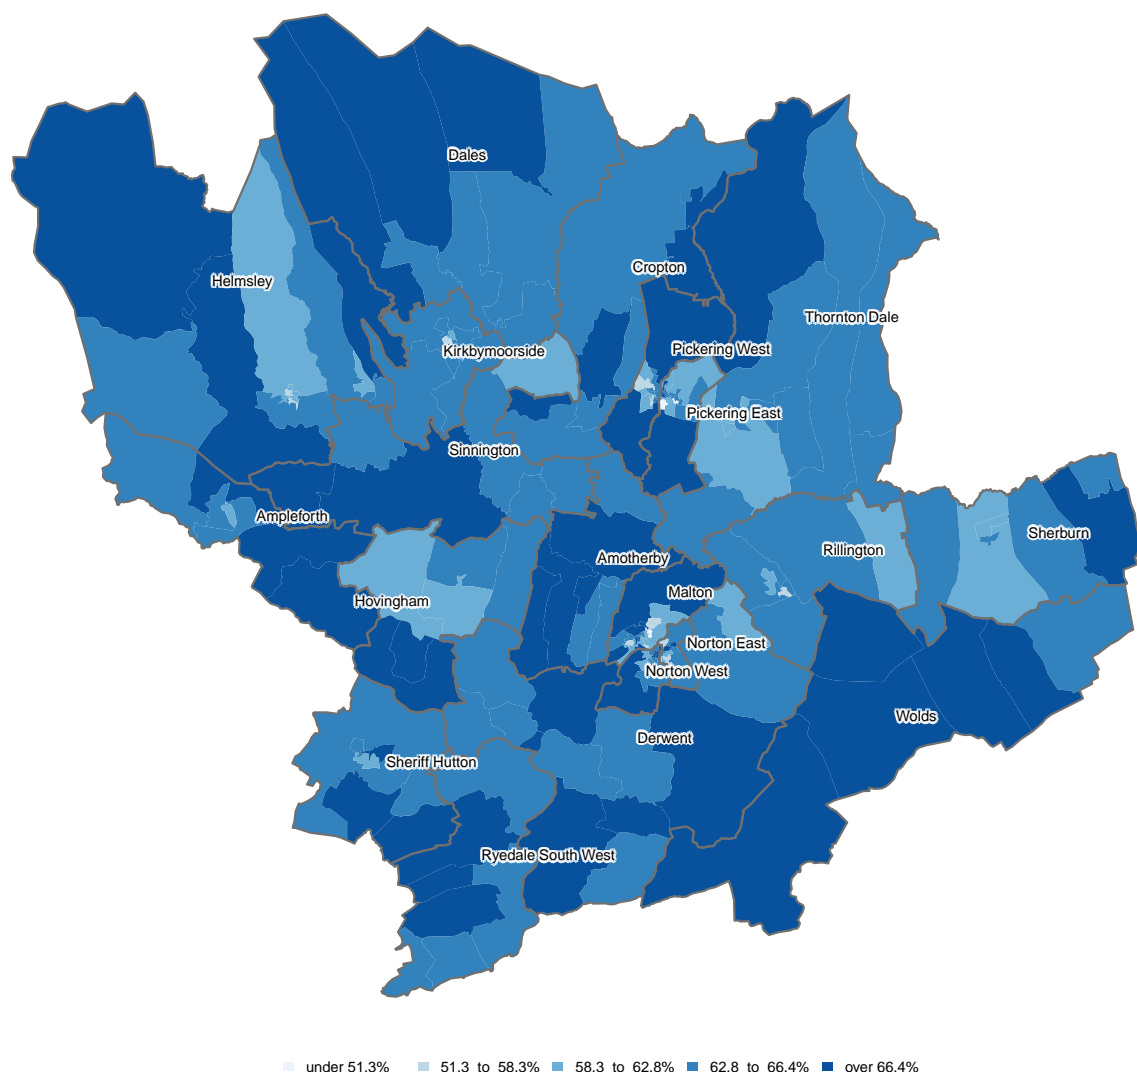 Dales
Cropton
Helmsley
Thornton Dale
Kirkbymoorside
Pickering West
Pickering East
Sinnington
Ampleforth
Sherburn
Rillington
Amotherby
Malton
Hovingham
Norton East
Norton West
Wolds
Derwent
Sheriff Hutton
Ryedale South West
under 51.3% 51.3 to 58.3% 58.3 to 62.8% 62.8 to 66.4% over 66.4%